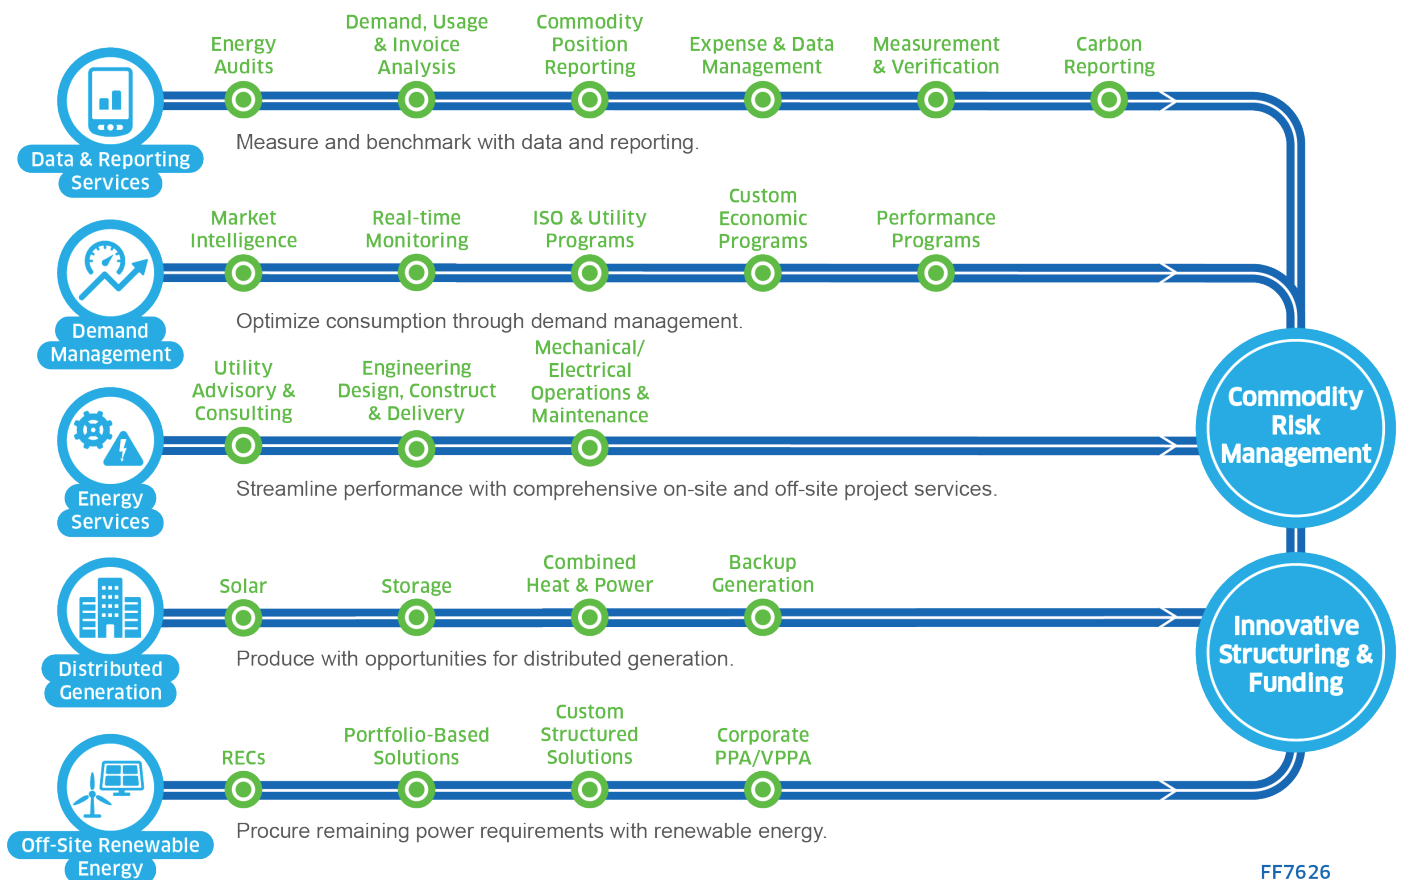 Energy
Audits
Demand, Usage
& Invoice
Analysis
Commodity
Position
Reporting
Expense & Data
Management
Measurement
& Verification
Carbon
Reporting
Data & Reporting
Services
Measure and benchmark with data and reporting.
Market
Intelligence
Real-time
Monitoring
ISO & Utility
Programs
Custom
Economic
Programs
Performance
Programs
Demand
Management
Optimize consumption through demand management.
Utility
Advisory &
Consulting
Engineering
Design, Construct
& Delivery
Mechanical/
Electrical
Operations &
Maintenance
Energy
Services
Streamline performance with comprehensive on-site and off-site project services.
Commodity
Risk
Management
Solar
Storage
Combined
Heat & Power
Backup
Generation
Distributed
Generation
Produce with opportunities for distributed generation.
Innovative
Structuring &
Funding
RECs
Portfolio-Based
Solutions
Custom
Structured
Solutions
Corporate
PPA/VPPA
Off-Site Renewable
Energy
Procure remaining power requirements with renewable energy.
FF7626